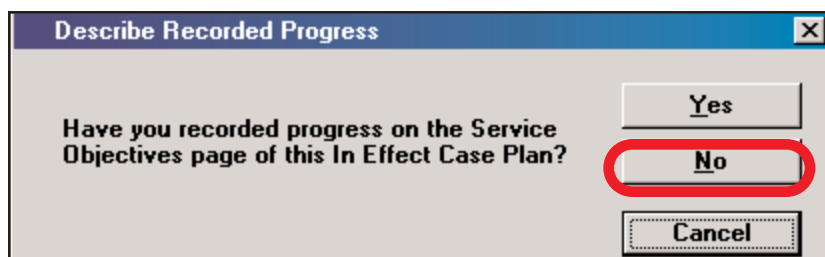 Describe Recorded Progress
Have you recorded progress on the Service
Objectives page of this In Effect Case Plan?
Yes
No
Cancel